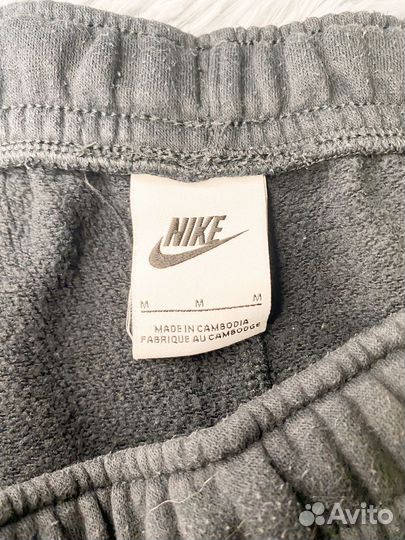 NIKE
M M M
MADE IN CAMBODIA
FABRIQUE AU CAMBODGE
Avito